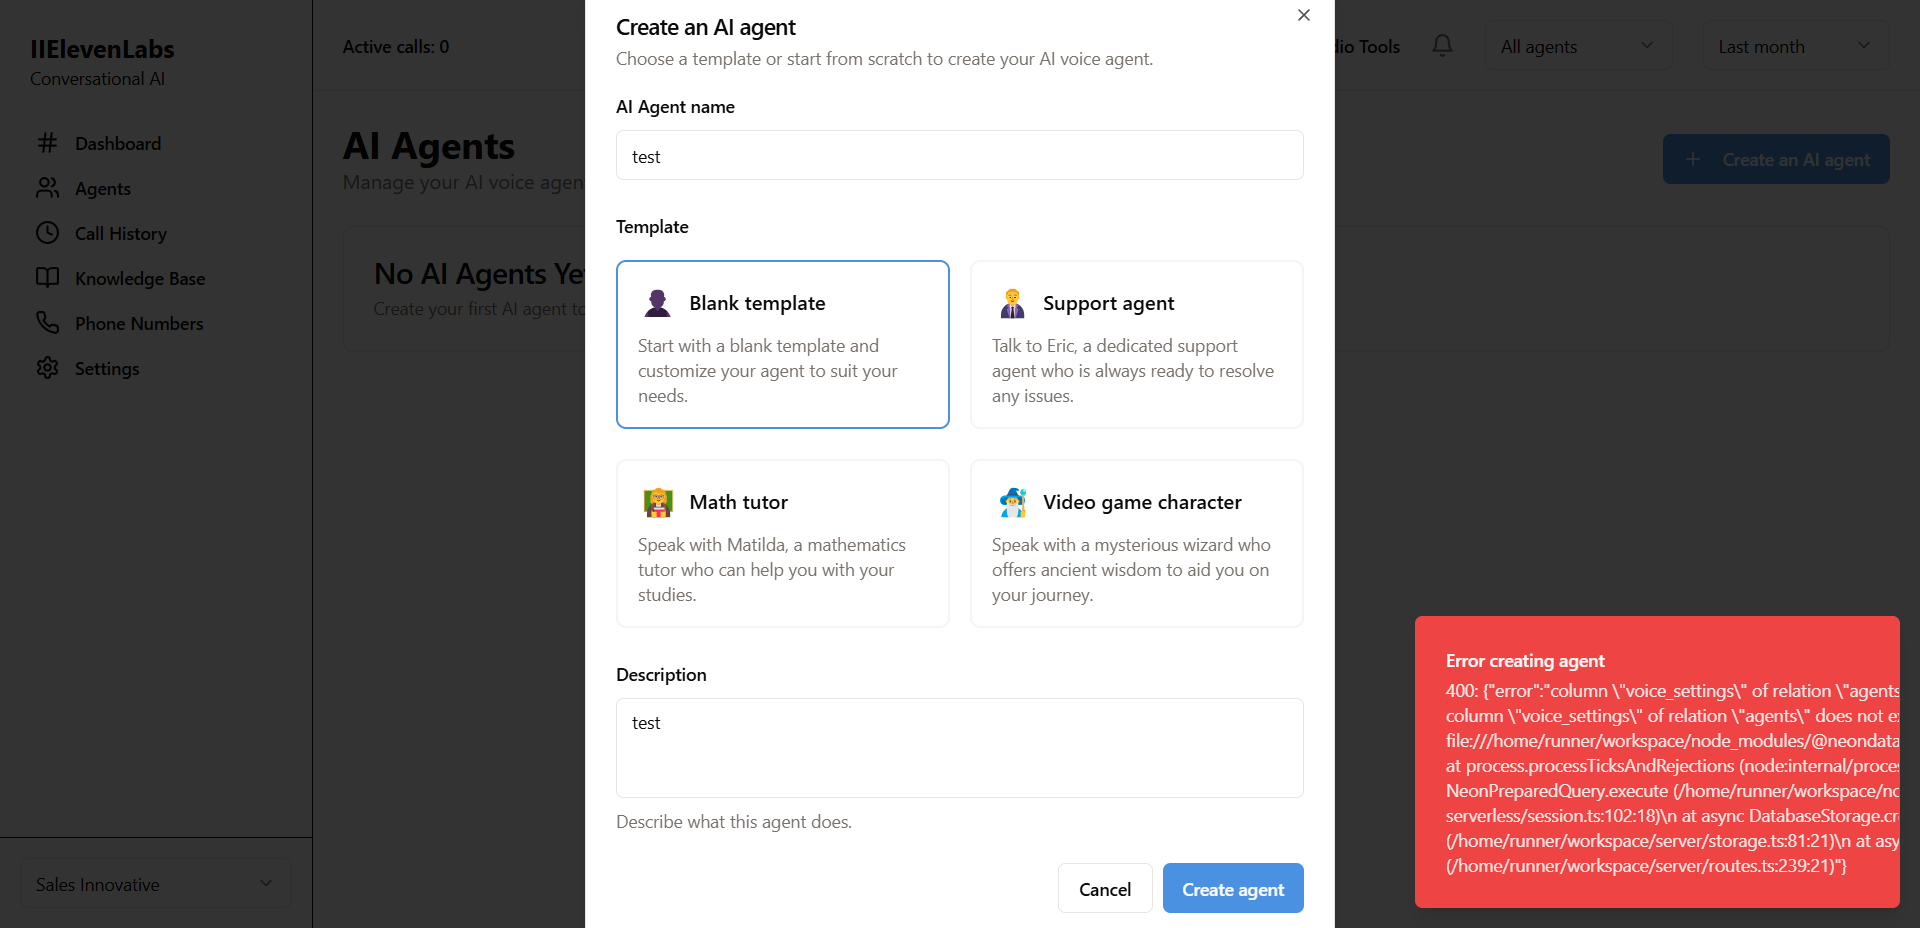 IIElevenLabs
Conversational AI
Dashboard
Agents
Call History
Knowledge Base
Phone Numbers
Settings
Sales Innovative
Active calls: 0
dio Tools
All agents
Last month
AI Agents
Manage your AI voice agen
Create an AI agent
No AI Agents Ye
Create your first AI agent to
Create an AI agent
Choose a template or start from scratch to create your AI voice agent.
AI Agent name
test
Template
Blank template
Start with a blank template and
customize your agent to suit your
needs.
Support agent
Talk to Eric, a dedicated support
agent who is always ready to resolve
any issues.
Math tutor
Speak with Matilda, a mathematics
tutor who can help you with your
studies.
Video game character
Speak with a mysterious wizard who
offers ancient wisdom to aid you on
your journey.
Description
test
Describe what this agent does.
Cancel
Create agent
Error creating agent
400: {"error":"column \"voice_settings\" of relation \"agents
column \"voice_settings\" of relation \"agents\" does not e
file:///home/runner/workspace/node_modules/@neondata
at process.processTicksAndRejections (node:internal/proce
NeonPreparedQuery.execute (/home/runner/workspace/no
serverless/session.ts:102:18)\n at async DatabaseStorage.cr
(/home/runner/workspace/server/storage.ts:81:21)\n at asy
(/home/runner/workspace/server/routes.ts:239:21)"}